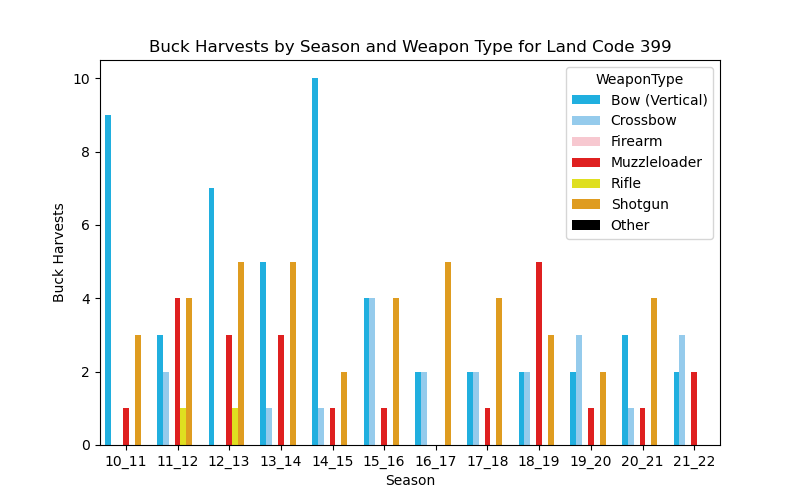 Buck Harvests by Season and Weapon Type for Land Code 399
WeaponType
Bow (Vertical)
Crossbow
Firearm
Muzzleloader
Rifle
Shotgun
Other
Buck Harvests
10
8
6
4
2
0
10_11 11_12 12_13 13_14 14_15 15_16 16_17 17_18 18_19 19_20 20_21 21_22
Season